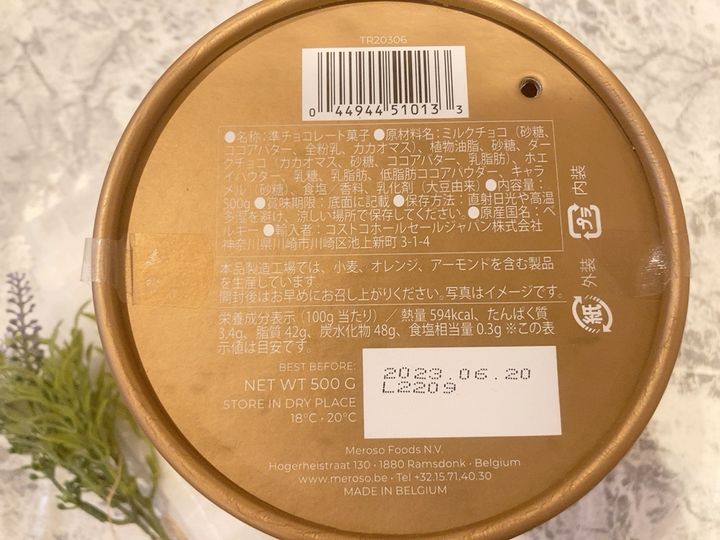 TR20306
0 44944 51013 3
●名称：準チョコレート菓子 ●原材料名：ミルクチョコ（砂糖、
ココアバター、全粉乳、カカオマス）、植物油脂、砂糖、ダー
クチョコ（カカオマス、砂糖、ココアバター、乳脂肪）、ホエ
イパウダー、乳糖、乳脂肪、低脂肪ココアパウダー、キャラ
メル（砂糖）、食塩／香料、乳化剤（大豆由来）●内容量：
500g ●賞味期限：底面に記載 ●保存方法：直射日光や高温
多湿を避け、涼しい場所で保存してください。●原産国名：ベ
ルギー ●輸入者：コストコホールセールジャパン株式会社
神奈川県川崎市川崎区池上新町 3-1-4
本品製造工場では、小麦、オレンジ、アーモンドを含む製品
を生産しています
開封後はお早めにお召し上がりください。写真はイメージです。
栄養成分表示（100g 当たり）／熱量 594kcal、たんぱく質
3.4g、脂質 42g、炭水化物 48g、食塩相当量 0.3g ※この表
示値は目安です。
内装
プラ
外装
紙
BEST BEFORE:
NET WT 500 G
STORE IN DRY PLACE
18°C · 20°C
2023.06.20
L2209
Meroso Foods N.V.
Hogerheistraat 130 · 1880 Ramsdonk · Belgium
www.meroso.be · Tel +32.15.71.40.30
MADE IN BELGIUM